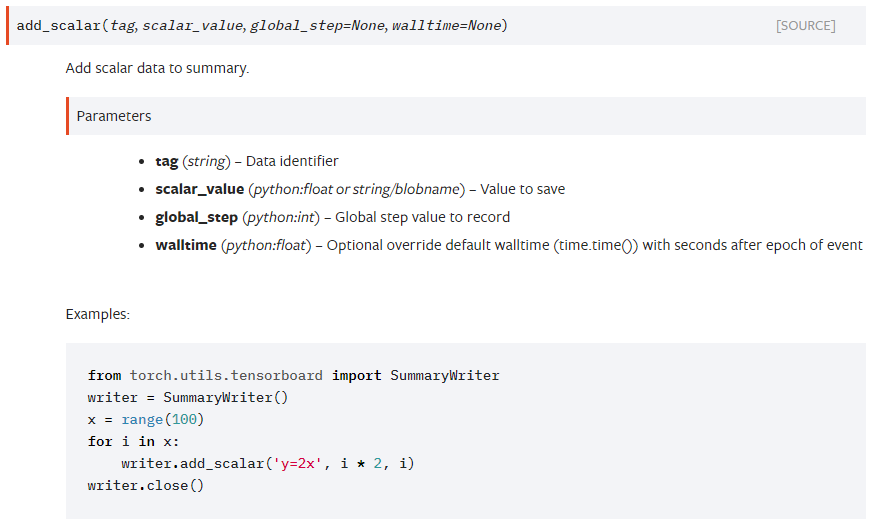 add_scalar(tag, scalar_value, global_step=None, walltime=None) [SOURCE]
Add scalar data to summary.
Parameters
• tag (string) – Data identifier
• scalar_value (python:float or string/blobname) – Value to save
• global_step (python:int) – Global step value to record
• walltime (python:float) – Optional override default walltime (time.time()) with seconds after epoch of event
Examples:
from torch.utils.tensorboard import SummaryWriter
writer = SummaryWriter()
x = range(100)
for i in x:
    writer.add_scalar('y=2x', i * 2, i)
writer.close()